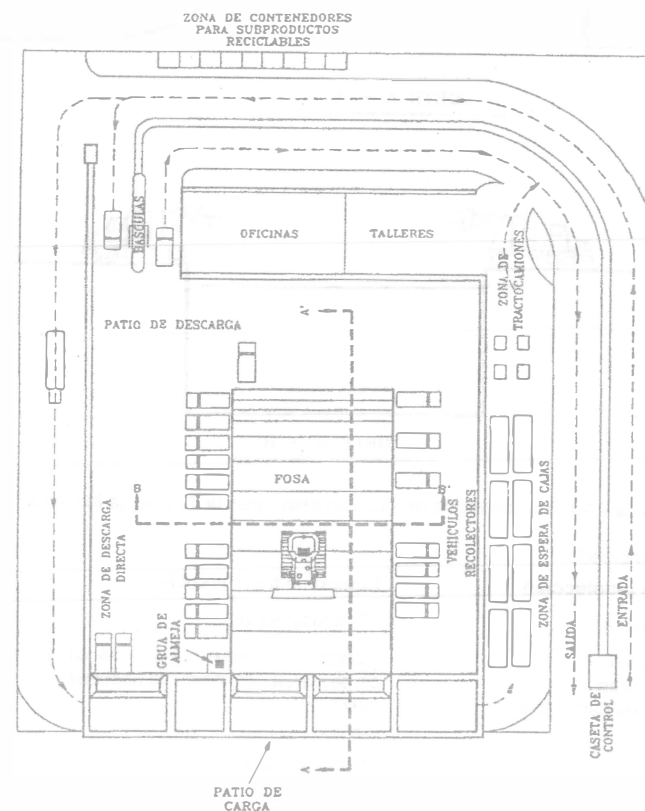 ZONA DE CONTENEDORES
PARA SUBPRODUCTOS
RECICLABLES
BASCULAS
OFICINAS
TALLERES
ZONA DE
TRACTOCAMIONES
PATIO DE DESCARGA
A'
FOSA
B
B'
VEHICULOS
RECOLECTORES
ZONA DE DESCARGA
DIRECTA
ZONA DE ESPERA DE CAJAS
GRUA DE
ALMEJA
SALIDA
ENTRADA
CASETA DE
CONTROL
A
PATIO DE
CARGA